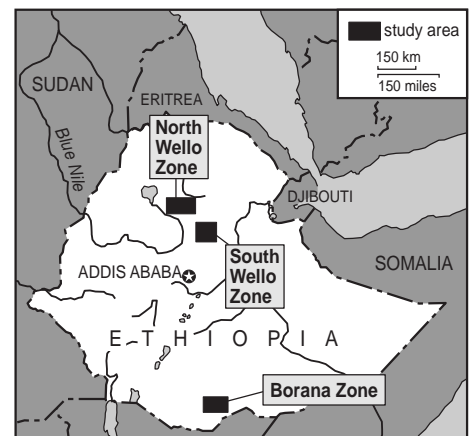 study area
150 km
150 miles
SUDAN
ERITREA
Blue Nile
North
Wello
Zone
DJIBOUTI
ADDIS ABABA
South
Wello
Zone
SOMALIA
ETHIOPIA
Borana Zone